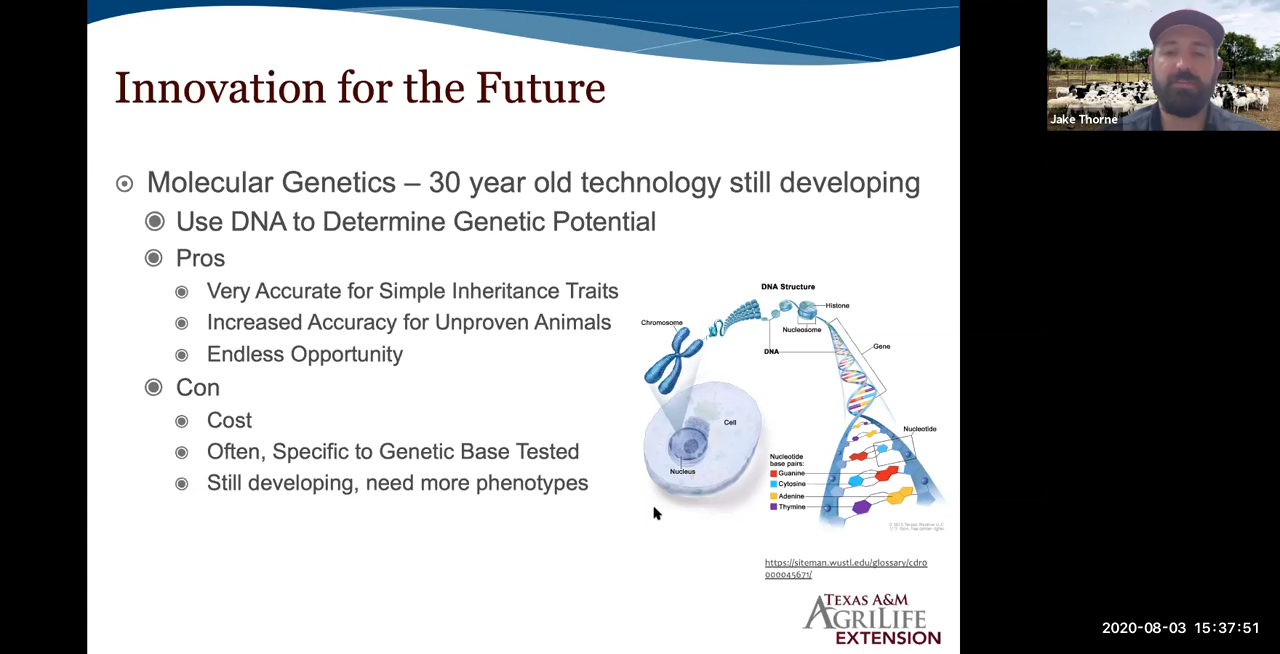 Innovation for the Future
Molecular Genetics – 30 year old technology still developing
Use DNA to Determine Genetic Potential
Pros
Very Accurate for Simple Inheritance Traits
Increased Accuracy for Unproven Animals
Endless Opportunity
Con
Cost
Often, Specific to Genetic Base Tested
Still developing, need more phenotypes
DNA Structure
Chromosome
Histone
Nucleosome
DNA
Gene
Cell
Nucleus
Nucleotide
Nucleotide
base pairs:
Guanine
Cytosine
Adenine
Thymine
https://siteman.wustl.edu/glossary/cdr0
000045671/
TEXAS A&M
AGRILIFE
EXTENSION
Jake Thorne
2020-08-03 15:37:51